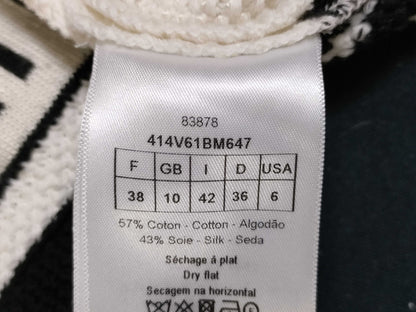 83878
414V61BM647
F GB I D USA
38 10 42 36 6
57% Coton - Cotton - Algodão
43% Soie - Silk - Seda
Séchage á plat
Dry flat
Secagem na horizontal